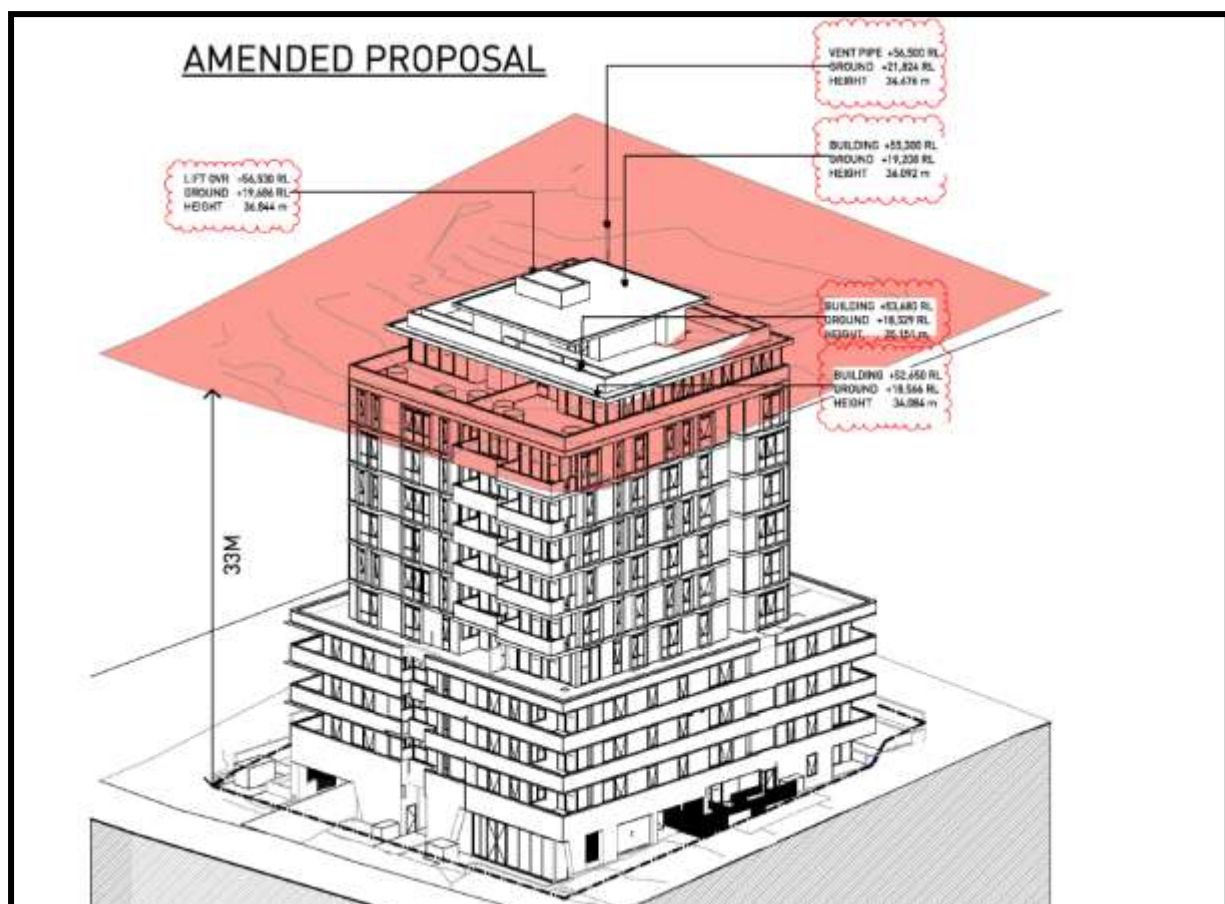 AMENDED PROPOSAL
VENT PIPE +56,500 RL
GROUND +21,824 RL
HEIGHT 34.676 m
BUILDING +55,300 RL
GROUND +19,208 RL
HEIGHT 36.092 m
LIFT OVR +56,530 RL
GROUND +19,686 RL
HEIGHT 36.844 m
BUILDING +53,680 RL
GROUND +18,529 RL
HEIGHT 35.151 m
BUILDING +52,650 RL
GROUND +18,566 RL
HEIGHT 34.084 m
33M